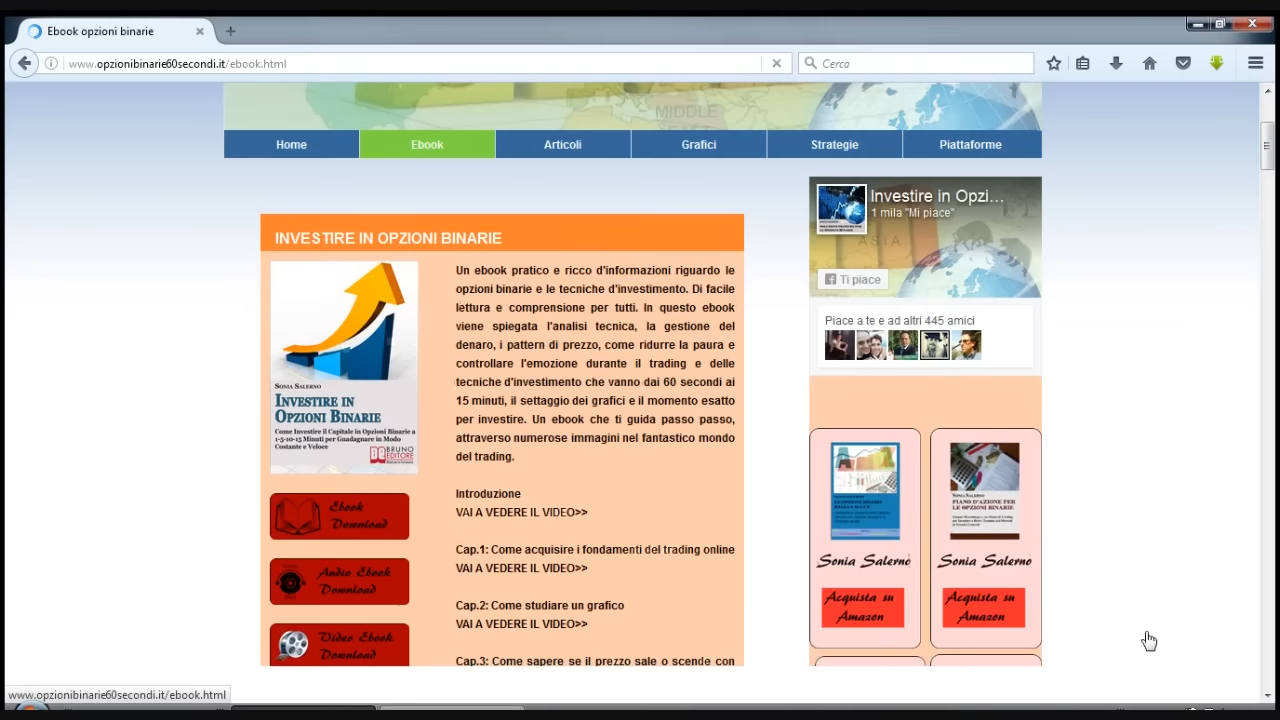 Ebook opzioni binarie
www.opzionibinarie60secondi.it/ebook.html
Cerca
MIDDLE
Home
Ebook
Articoli
Grafici
Strategie
Piattaforme
INVESTIRE IN OPZIONI BINARIE
SONIA SALERNO
INVESTIRE IN
OPZIONI BINARIE
Come Investire il Capitale in Opzioni Binarie a
1-5-10-15 Minuti per Guadagnare in Modo
Costante e Veloce
BRUNO
EDITORE
Ebook
Download
Audio Ebook
Download
Video Ebook
Download
Un ebook pratico e ricco d'informazioni riguardo le
opzioni binarie e le tecniche d'investimento. Di facile
lettura e comprensione per tutti. In questo ebook
viene spiegata l'analisi tecnica, la gestione del
denaro, i pattern di prezzo, come ridurre la paura e
controllare l'emozione durante il trading e delle
tecniche d'investimento che vanno dai 60 secondi ai
15 minuti, il settaggio dei grafici e il momento esatto
per investire. Un ebook che ti guida passo passo,
attraverso numerose immagini nel fantastico mondo
del trading.
Introduzione
VAI A VEDERE IL VIDEO>>
Cap.1: Come acquisire i fondamenti del trading online
VAI A VEDERE IL VIDEO>>
Cap.2: Come studiare un grafico
VAI A VEDERE IL VIDEO>>
Cap.3: Come sapere se il prezzo sale o scende con
Investire in Opzi...
1 mila "Mi piace"
ASIA
Ti piace
Piace a te e ad altri 445 amici
SONIA SALERNO
PIANO D'AZIONE PER
LE OPZIONI BINARIE
Sonia Salerno
Sonia Salerno
Acquista su
Amazon
Acquista su
Amazon
www.opzionibinarie60secondi.it/ebook.html